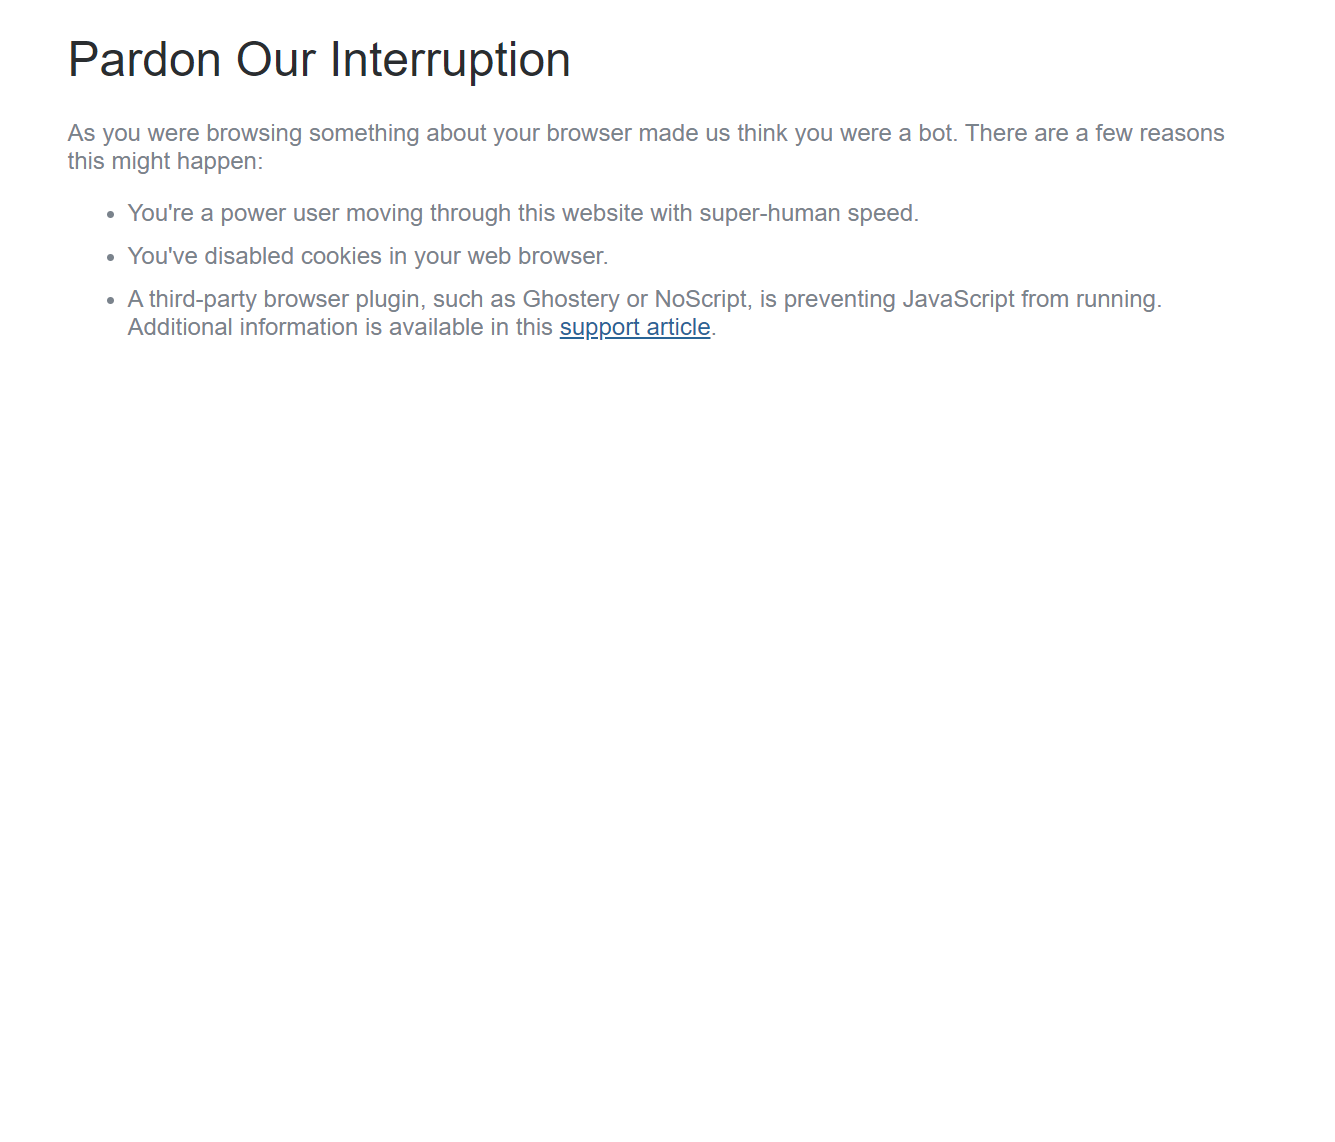 Pardon Our Interruption
As you were browsing something about your browser made us think you were a bot. There are a few reasons
this might happen:
You're a power user moving through this website with super-human speed.
You've disabled cookies in your web browser.
A third-party browser plugin, such as Ghostery or NoScript, is preventing JavaScript from running.
Additional information is available in this support article.